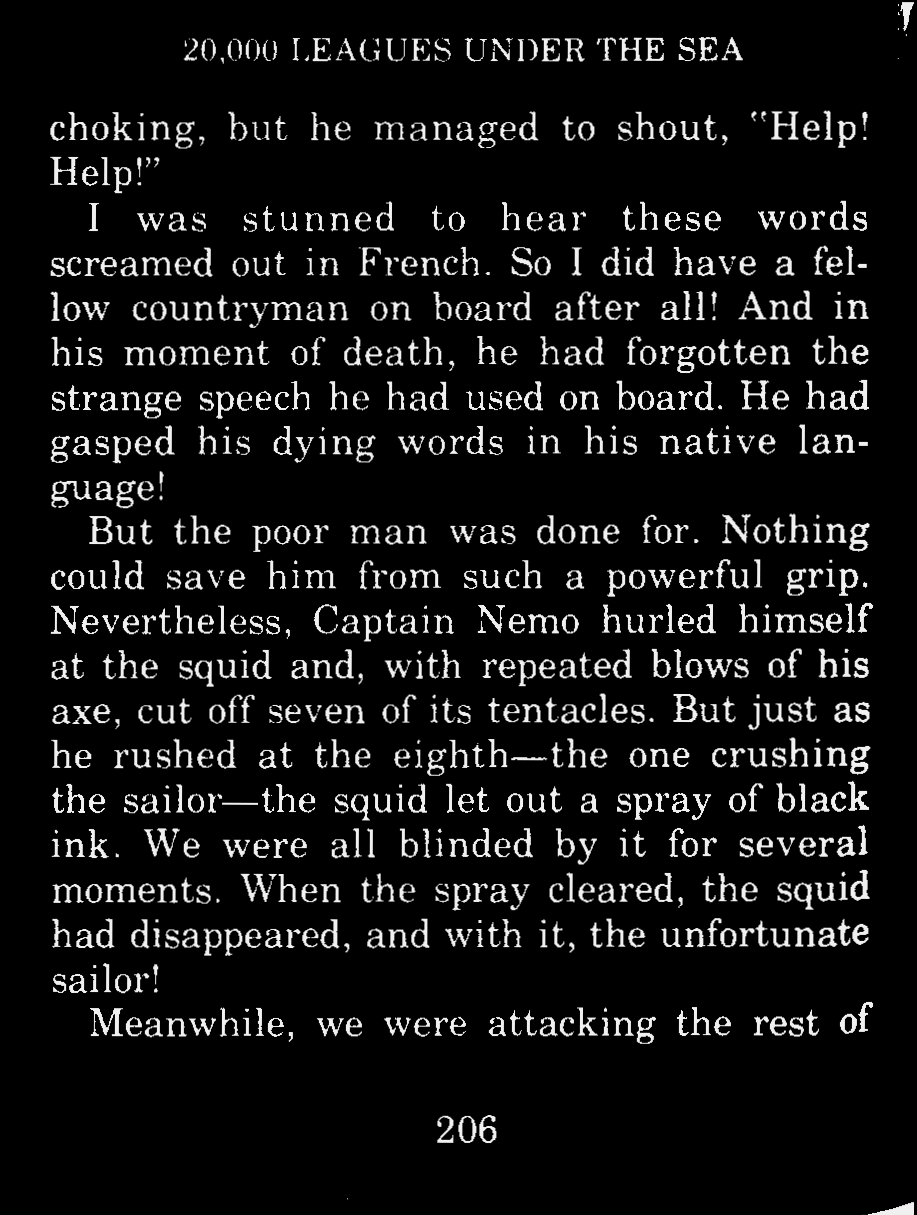 20,000 LEAGUES UNDER THE SEA
choking, but he managed to shout, "Help!
Help!"
I was stunned to hear these words
screamed out in French. So I did have a fel-
low countryman on board after all! And in
his moment of death, he had forgotten the
strange speech he had used on board. He had
gasped his dying words in his native lan-
guage!
But the poor man was done for. Nothing
could save him from such a powerful grip.
Nevertheless, Captain Nemo hurled himself
at the squid and, with repeated blows of his
axe, cut off seven of its tentacles. But just as
he rushed at the eighth—the one crushing
the sailor—the squid let out a spray of black
ink. We were all blinded by it for several
moments. When the spray cleared, the squid
had disappeared, and with it, the unfortunate
sailor!
Meanwhile, we were attacking the rest of
206